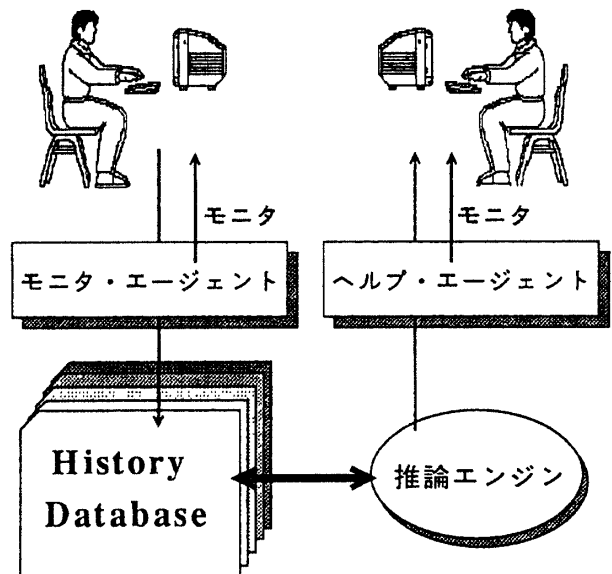 モニタ
モニタ
モニタ・エージェント
ヘルプ・エージェント
History
Database
推論エンジン